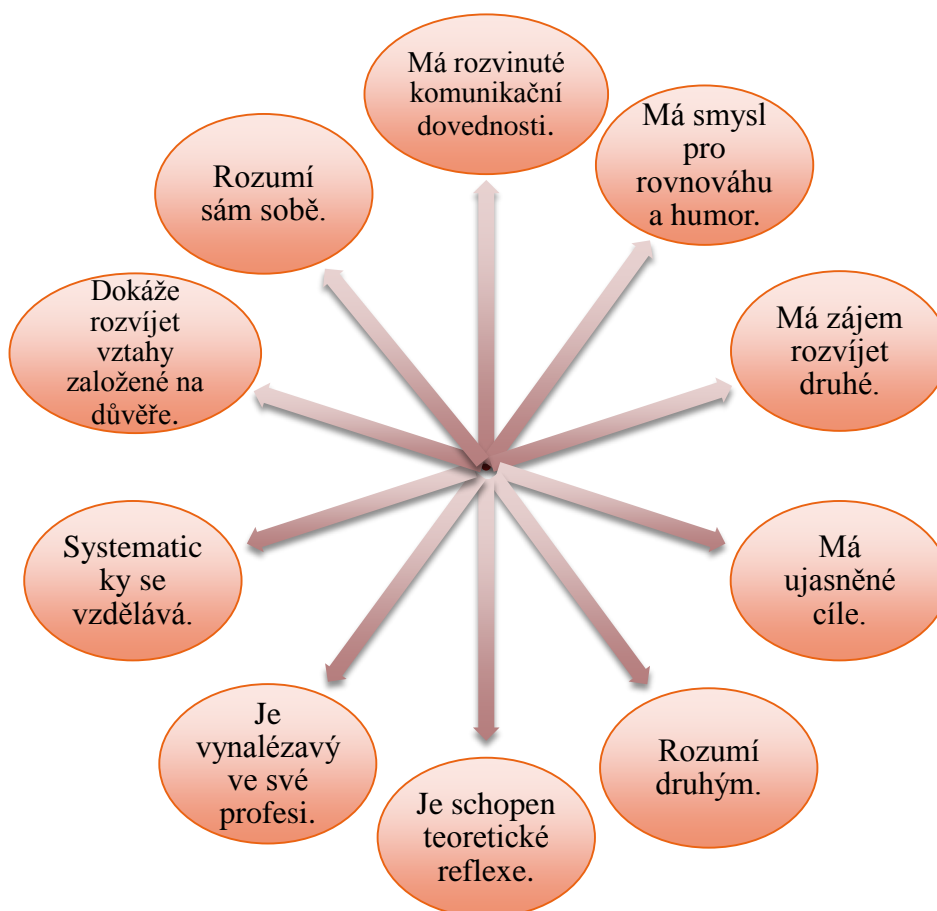 Má rozvinuté
komunikační
dovednosti.
Má smysl
pro
rovnováhu
a humor.
Má zájem
rozvíjet
druhé.
Má
ujasněné
cíle.
Rozumí
druhým.
Je schopen
teoretické
reflexe.
Je
vynalézavý
ve své
profesi.
Systematic
ky se
vzdělává.
Dokáže
rozvíjet
vztahy
založené na
důvěře.
Rozumí
sám sobě.